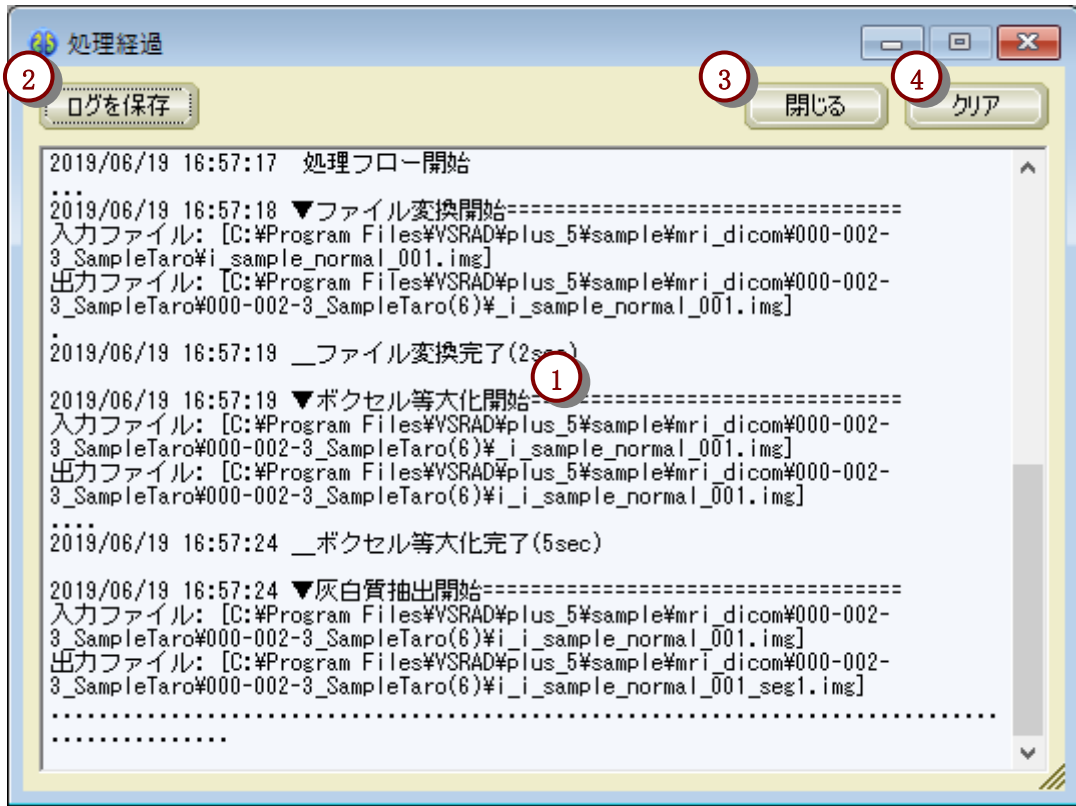 処理経過
②
ログを保存
③
閉じる
④
クリア
2019/06/19 16:57:17  処理フロー開始
...
2019/06/19 16:57:18 ▼ファイル変換開始=================================
入力ファイル: [C:¥Program Files¥VSRAD¥plus_5¥sample¥mri_dicom¥000-002-
3_SampleTaro¥i_sample_normal_001.img]
出力ファイル: [C:¥Program Files¥VSRAD¥plus_5¥sample¥mri_dicom¥000-002-
3_SampleTaro¥000-002-3_SampleTaro(6)¥_i_sample_normal_001.img]
.
2019/06/19 16:57:19 __ファイル変換完了(2sec)
①
2019/06/19 16:57:19 ▼ボクセル等大化開始===============================
入力ファイル: [C:¥Program Files¥VSRAD¥plus_5¥sample¥mri_dicom¥000-002-
3_SampleTaro¥000-002-3_SampleTaro(6)¥_i_sample_normal_001.img]
出力ファイル: [C:¥Program Files¥VSRAD¥plus_5¥sample¥mri_dicom¥000-002-
3_SampleTaro¥000-002-3_SampleTaro(6)¥i_i_sample_normal_001.img]
....
2019/06/19 16:57:24 __ボクセル等大化完了(5sec)
2019/06/19 16:57:24 ▼灰白質抽出開始===================================
入力ファイル: [C:¥Program Files¥VSRAD¥plus_5¥sample¥mri_dicom¥000-002-
3_SampleTaro¥000-002-3_SampleTaro(6)¥i_i_sample_normal_001.img]
出力ファイル: [C:¥Program Files¥VSRAD¥plus_5¥sample¥mri_dicom¥000-002-
3_SampleTaro¥000-002-3_SampleTaro(6)¥i_i_sample_normal_001_seg1.img]
...............................................................................
...............